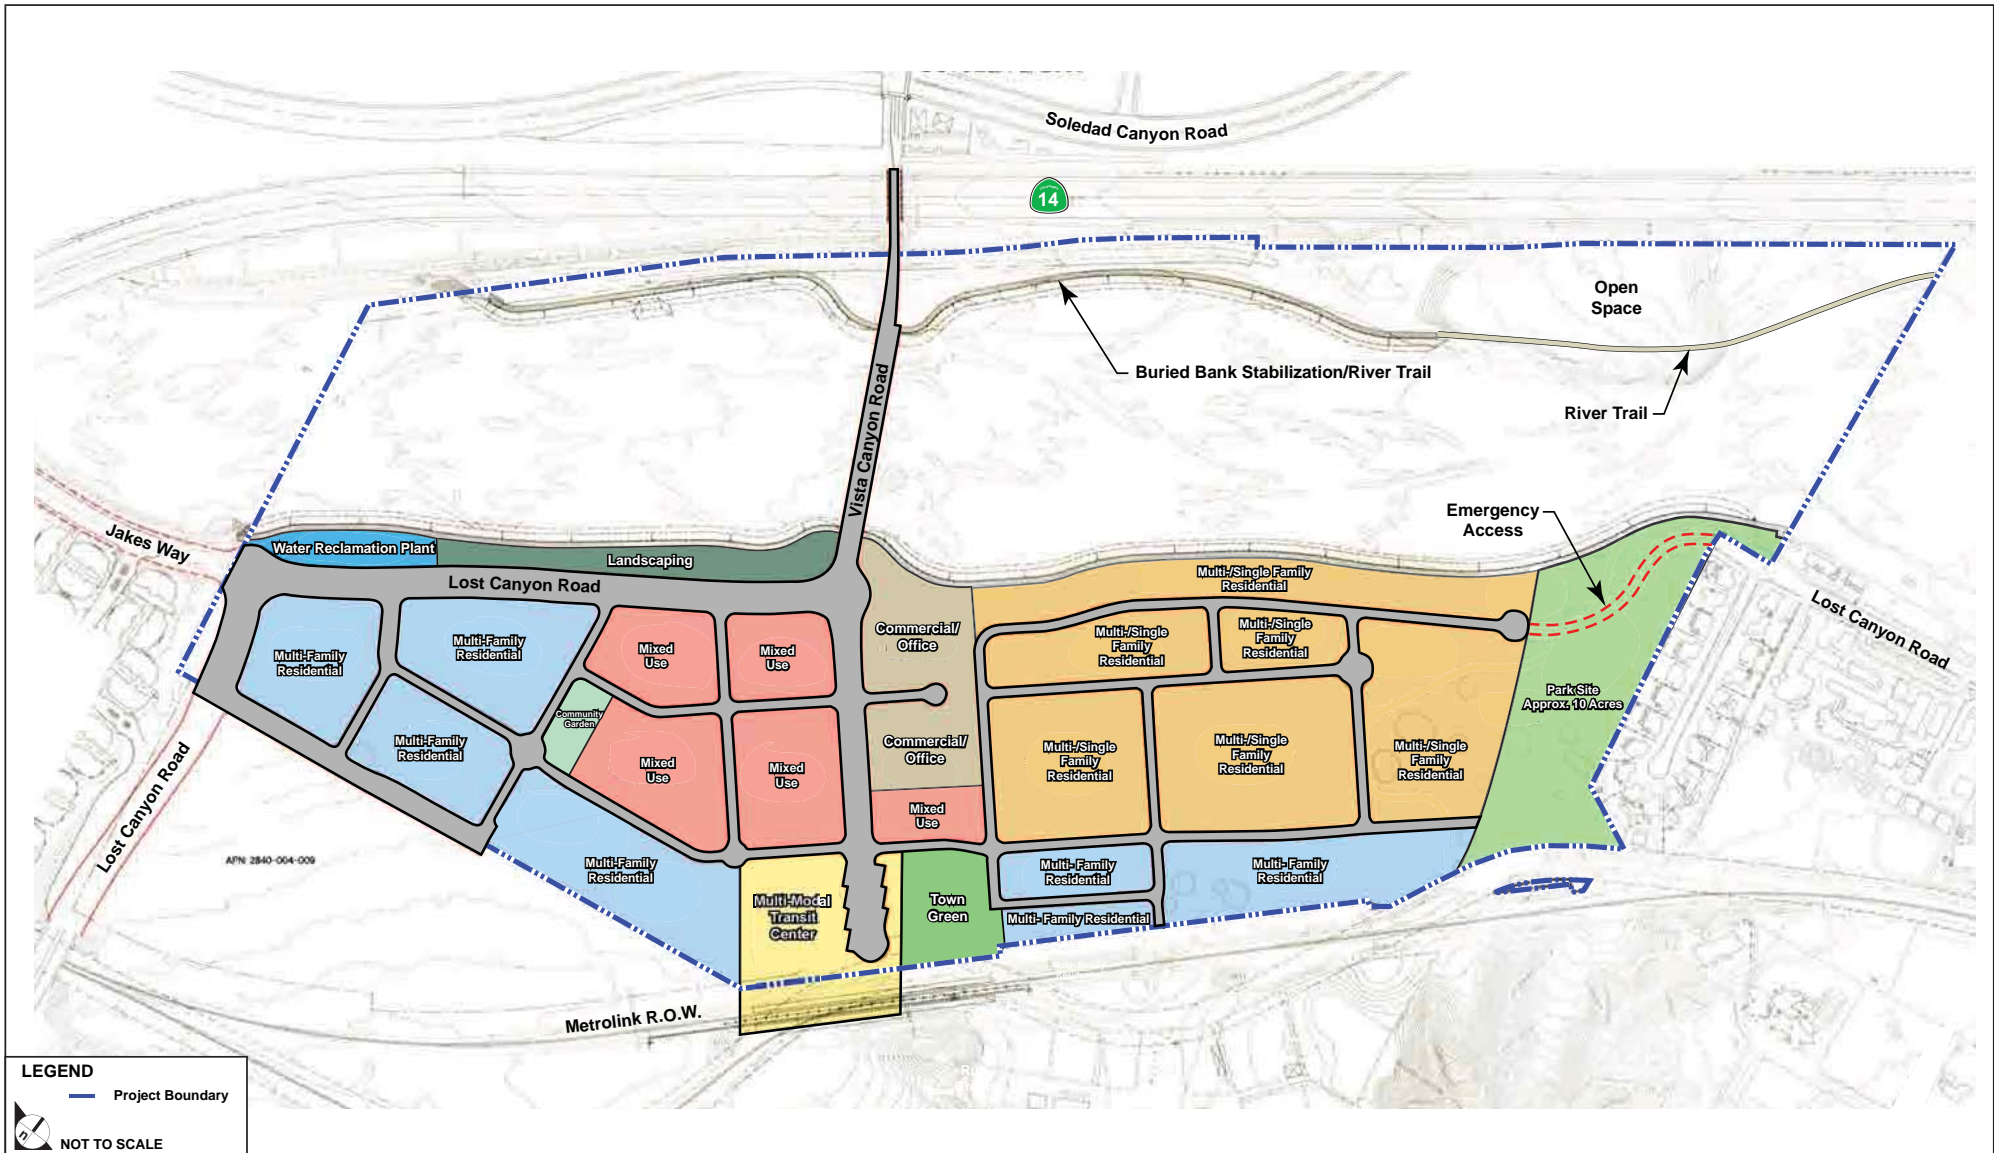 Soledad Canyon Road
14
Open
Space
Buried Bank Stabilization/River Trail
River Trail
Vista Canyon Road
Emergency
Access
Jakes Way
Water Reclamation Plant
Landscaping
Lost Canyon Road
Multi-/Single Family
Residential
Lost Canyon Road
Multi-Family
Residential
Multi-Family
Residential
Mixed
Use
Mixed
Use
Commercial/
Office
Multi-/Single
Family
Residential
Multi-/Single
Family
Residential
Park Site
Approx. 10 Acres
Community
Garden
Multi-Family
Residential
Mixed
Use
Mixed
Use
Commercial/
Office
Multi-/Single
Family
Residential
Multi-/Single
Family
Residential
Multi-/Single
Family
Residential
Mixed
Use
Lost Canyon Road
APN: 2840-004-009
Multi-Family
Residential
Multi-Modal
Transit
Center
Town
Green
Multi- Family
Residential
Multi- Family
Residential
Multi- Family Residential
Metrolink R.O.W.
LEGEND
Project Boundary
n
NOT TO SCALE